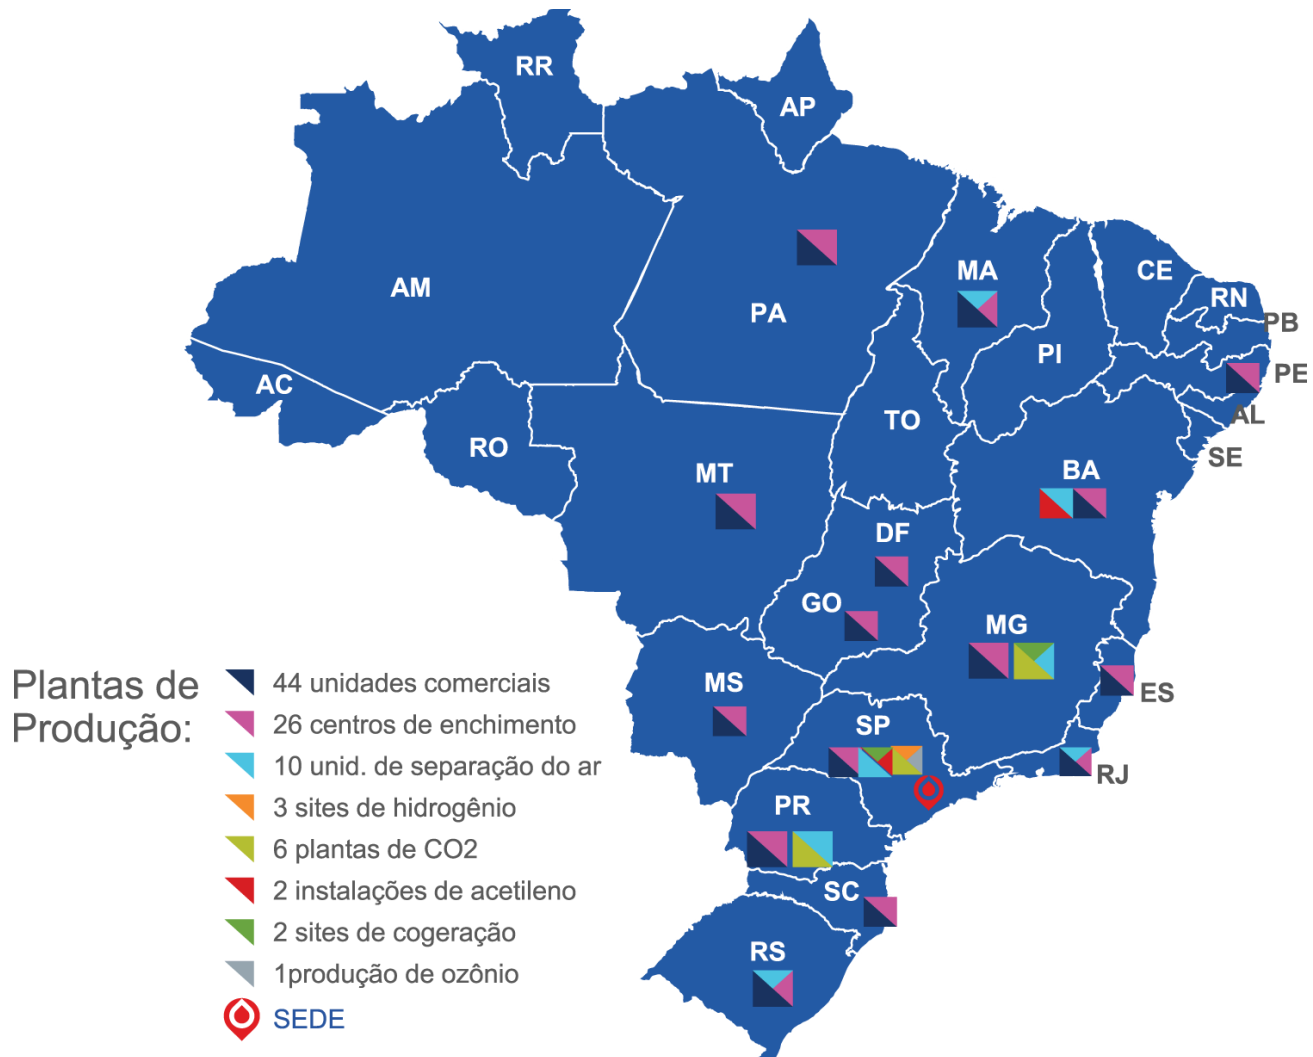 RR
AP
AM
PA
MA
CE
RN
PB
PI
PE
AC
AL
TO
RO
SE
MT
BA
DF
GO
MG
MS
ES
SP
RJ
PR
SC
RS
Plantas de
Produção:
44 unidades comerciais
26 centros de enchimento
10 unid. de separação do ar
3 sites de hidrogênio
6 plantas de CO2
2 instalações de acetileno
2 sites de cogeração
1produção de ozônio
SEDE